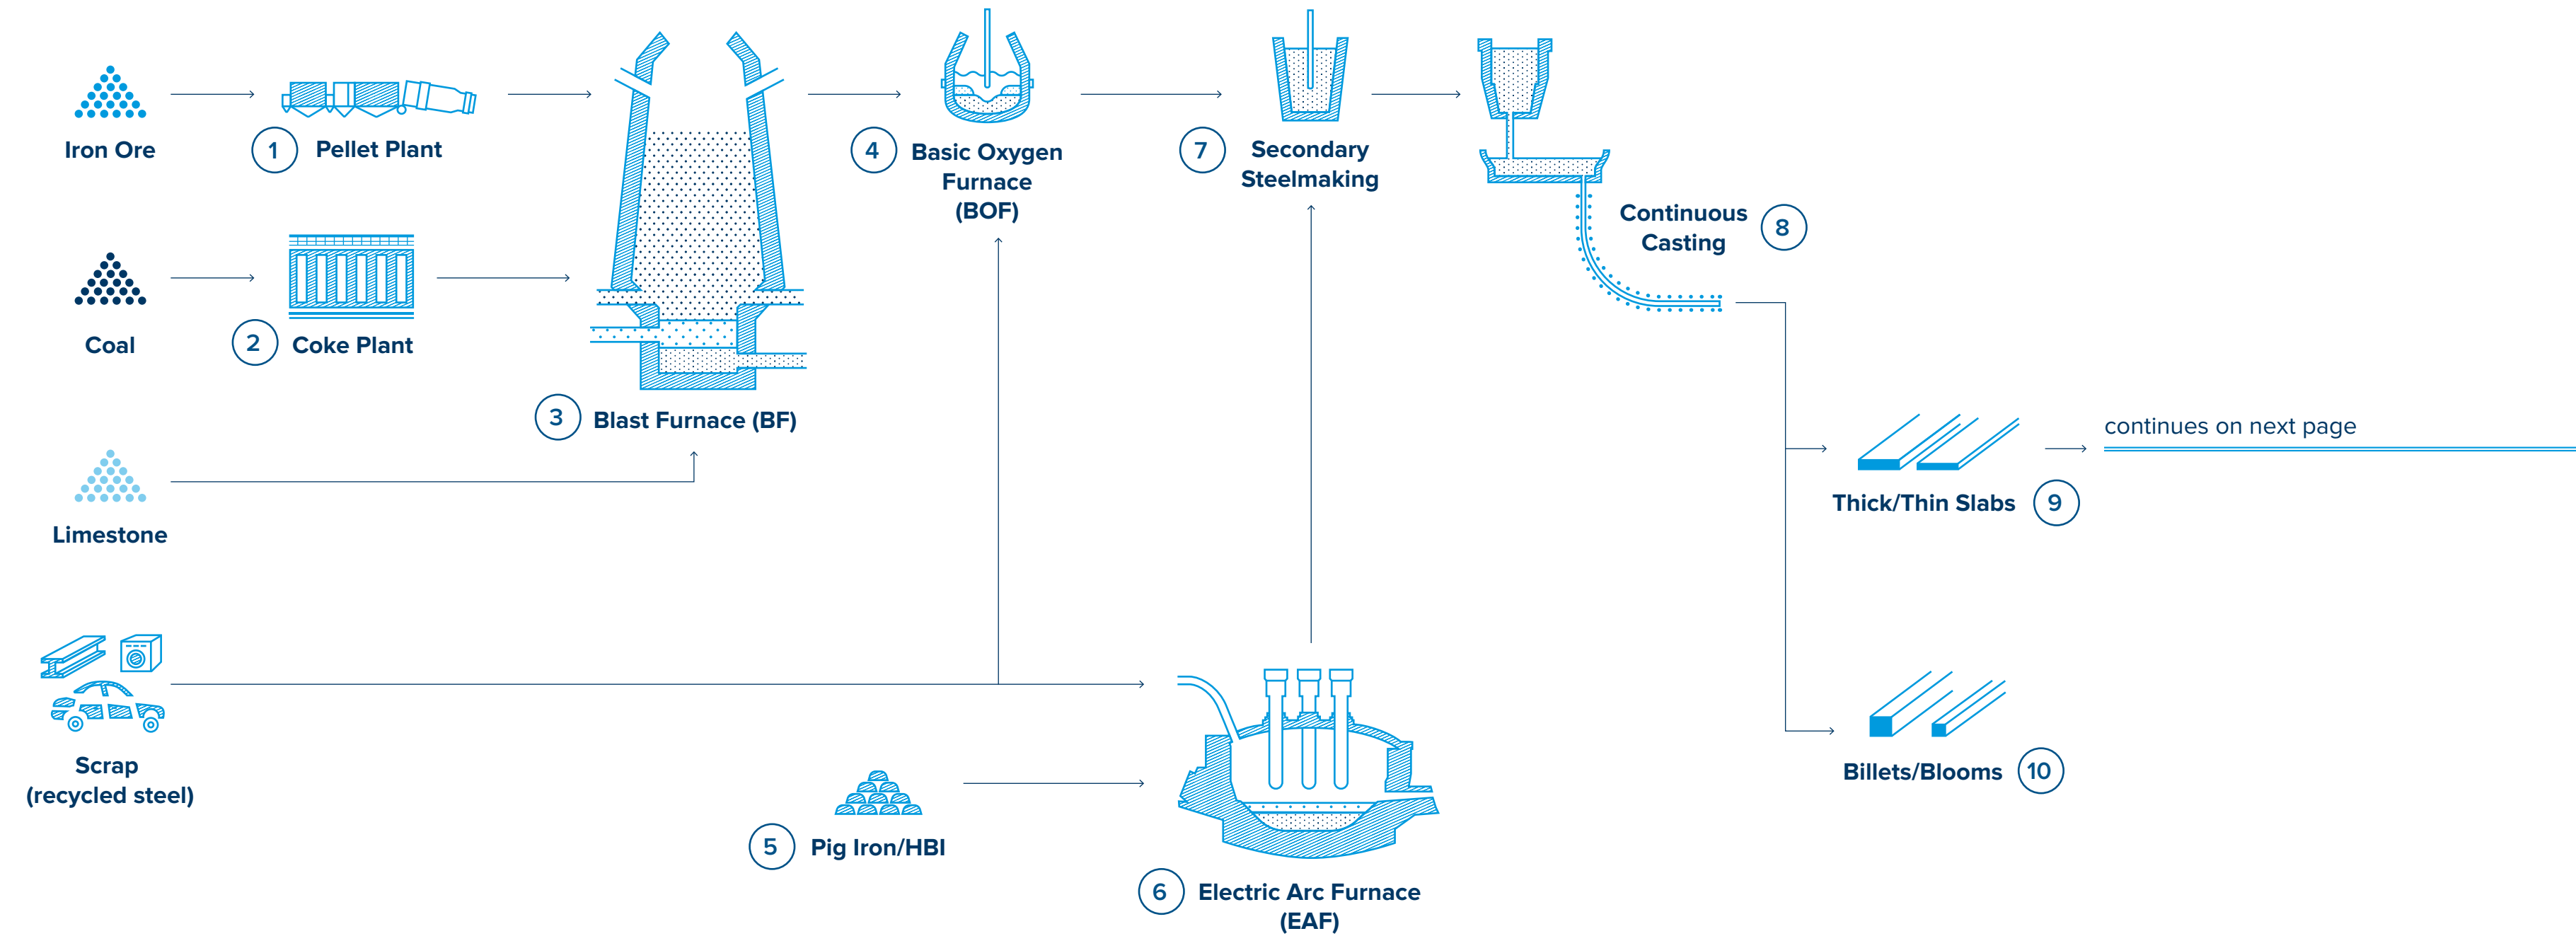 Iron Ore
1
Pellet Plant
Coal
2
Coke Plant
Limestone
3
Blast Furnace (BF)
4
Basic Oxygen
Furnace
(BOF)
Scrap
(recycled steel)
5
Pig Iron/HBI
6
Electric Arc Furnace
(EAF)
7
Secondary
Steelmaking
Continuous
Casting
8
Thick/Thin Slabs
9
continues on next page
Billets/Blooms
10